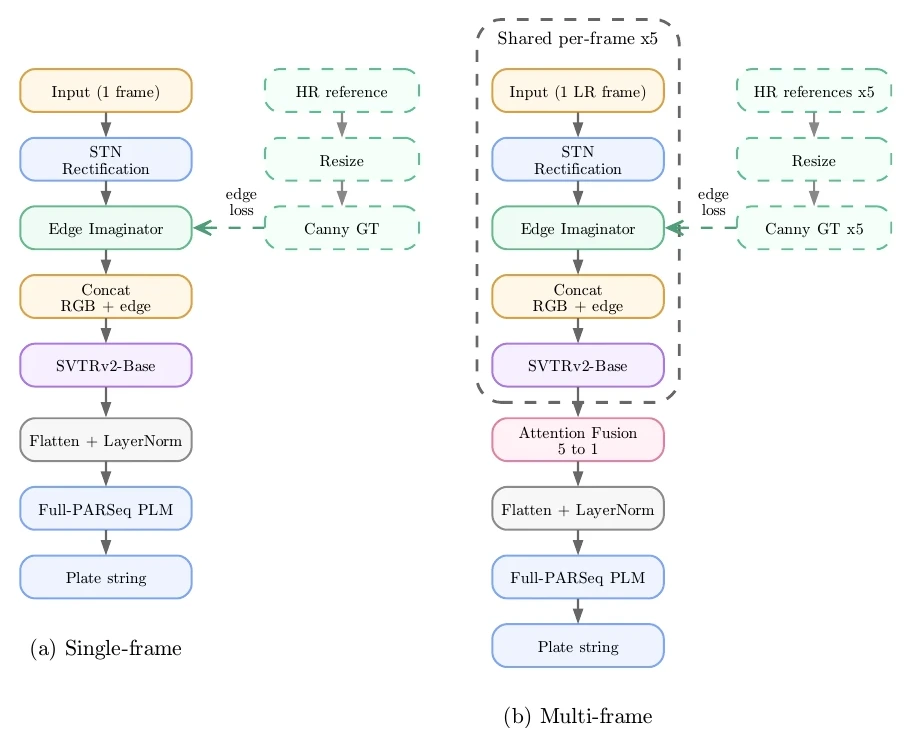 Input (1 frame)
STN
Rectification
Edge Imaginator
Concat
RGB + edge
SVTRv2-Base
Flatten + LayerNorm
Full-PARSeq PLM
Plate string
HR reference
Resize
Canny GT
edge
loss
(a) Single-frame
Shared per-frame x5
Input (1 LR frame)
STN
Rectification
Edge Imaginator
Concat
RGB + edge
SVTRv2-Base
Attention Fusion
5 to 1
Flatten + LayerNorm
Full-PARSeq PLM
Plate string
HR references x5
Resize
Canny GT x5
edge
loss
(b) Multi-frame